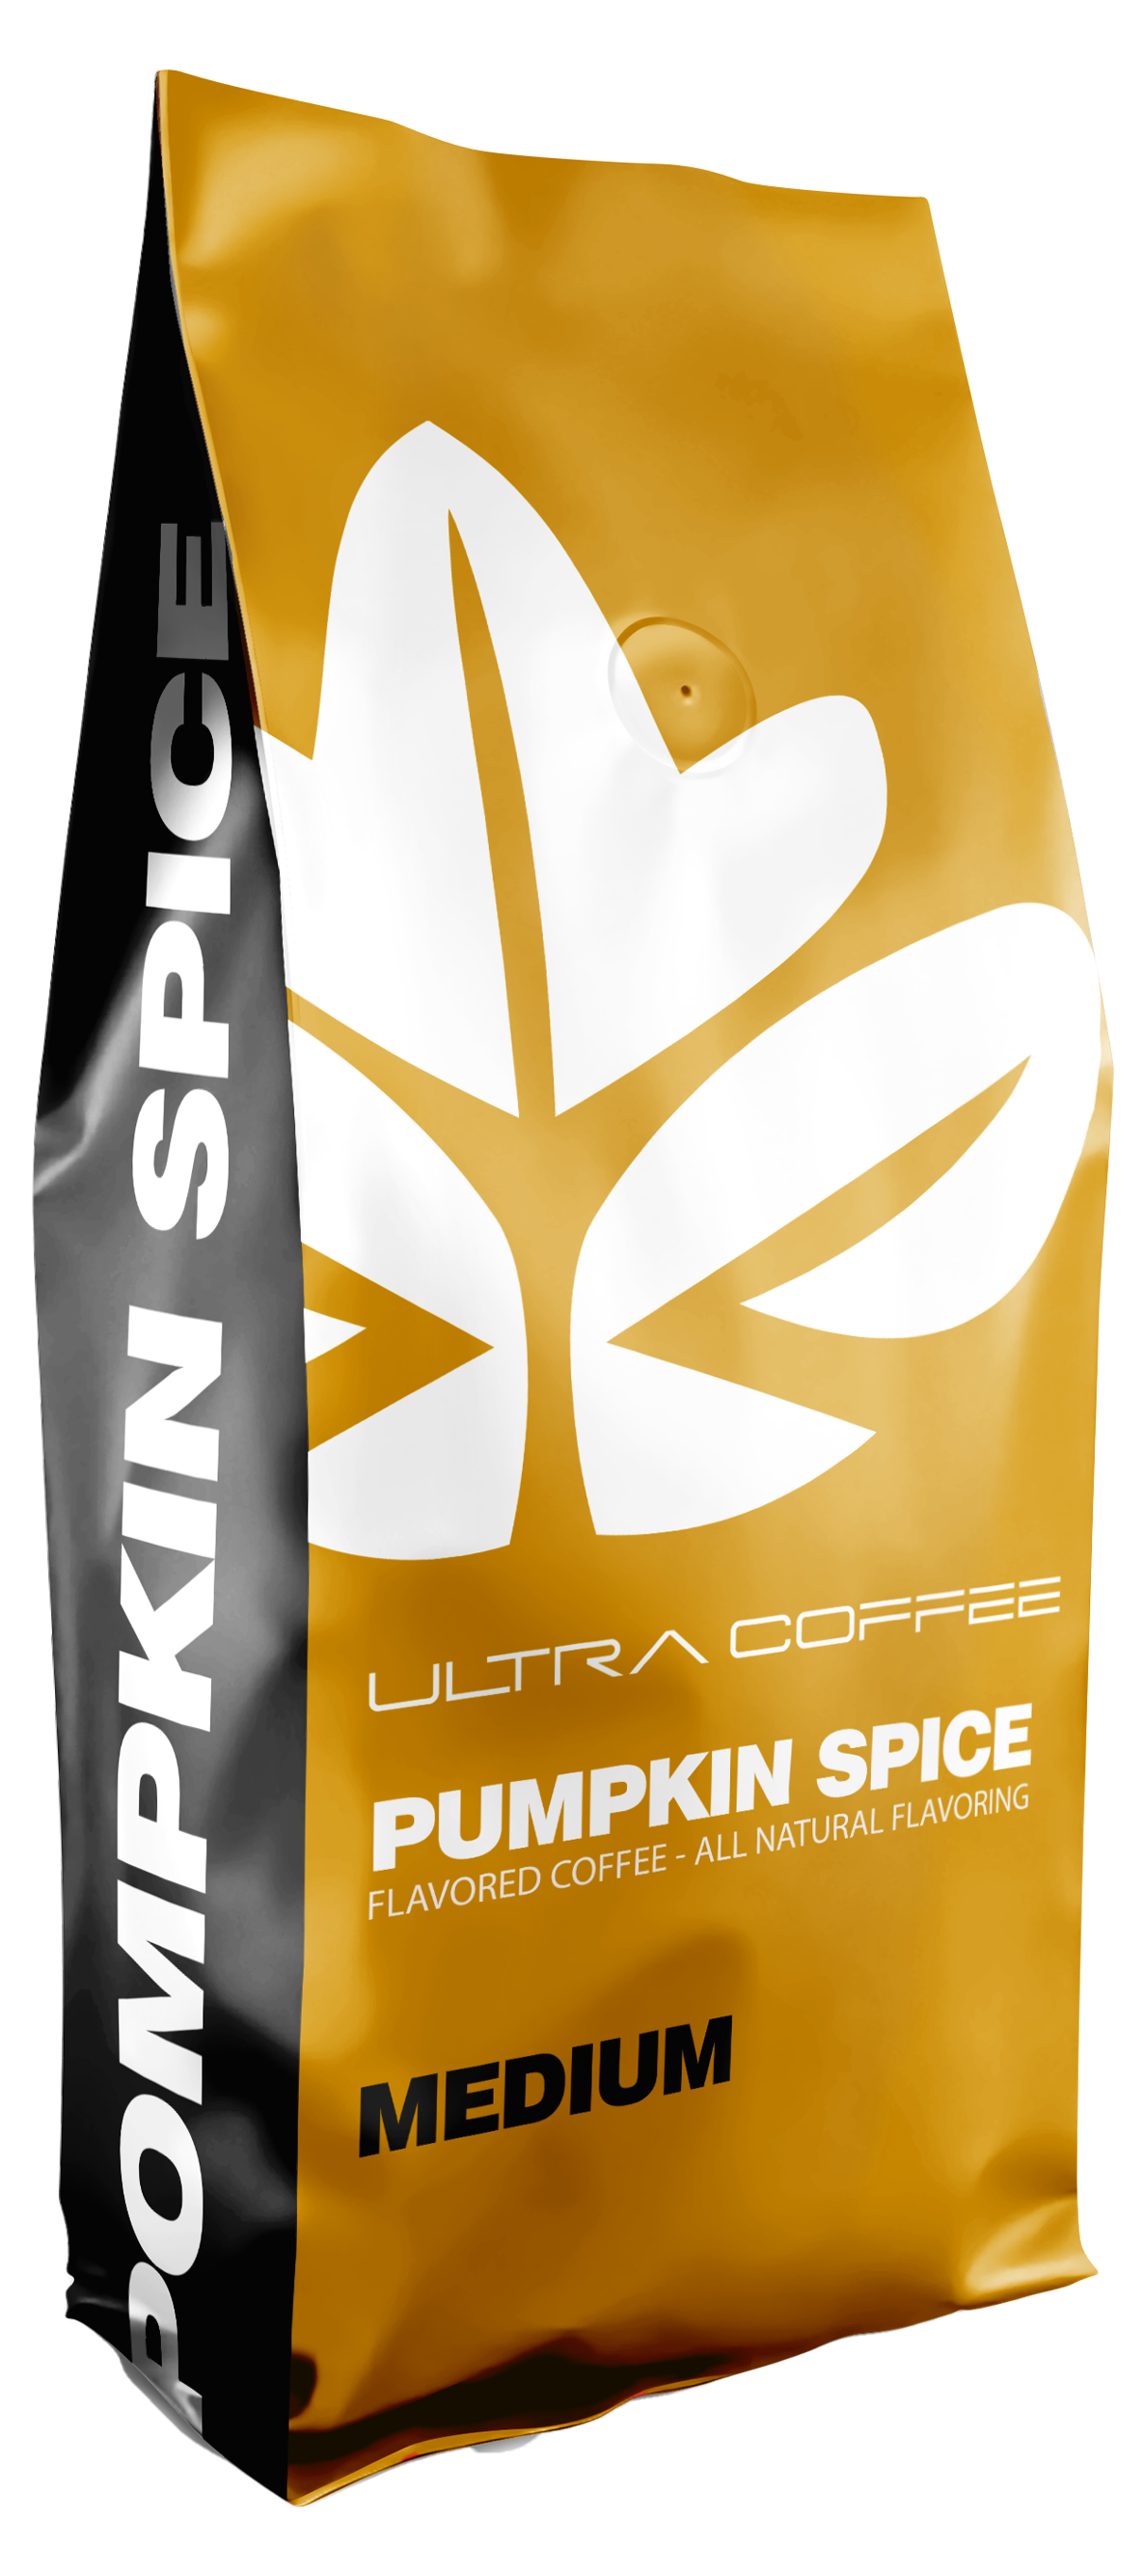 POMPKIN SPICE
ULTRA COFFEE
PUMPKIN SPICE
FLAVORED COFFEE - ALL NATURAL FLAVORING
MEDIUM